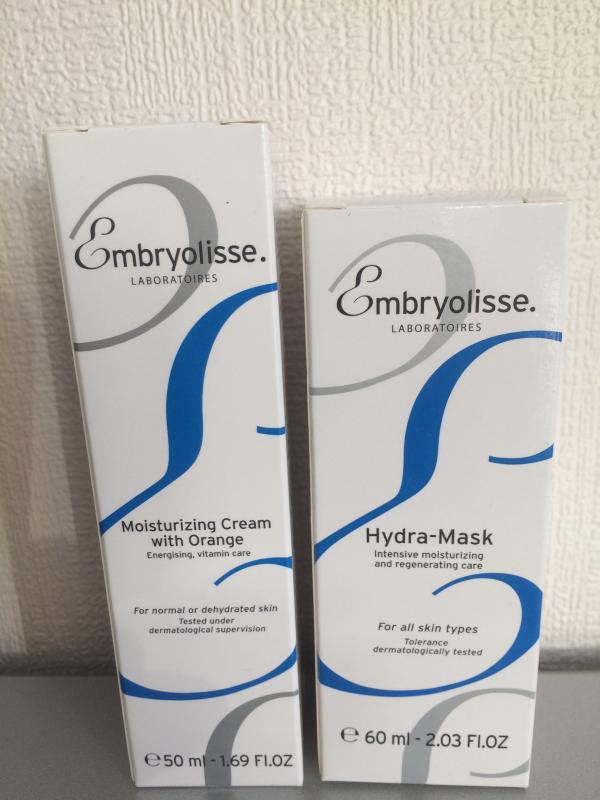 Embryolisse.
LABORATOIRES
Moisturizing Cream
with Orange
Energising, vitamin care
For normal or dehydrated skin
Tested under
dermatological supervision
℮ 50 ml - 1.69 Fl.OZ
Embryolisse.
LABORATOIRES
Hydra-Mask
Intensive moisturizing
and regenerating care
For all skin types
Tolerance
dermatologically tested
℮ 60 ml - 2.03 Fl.OZ